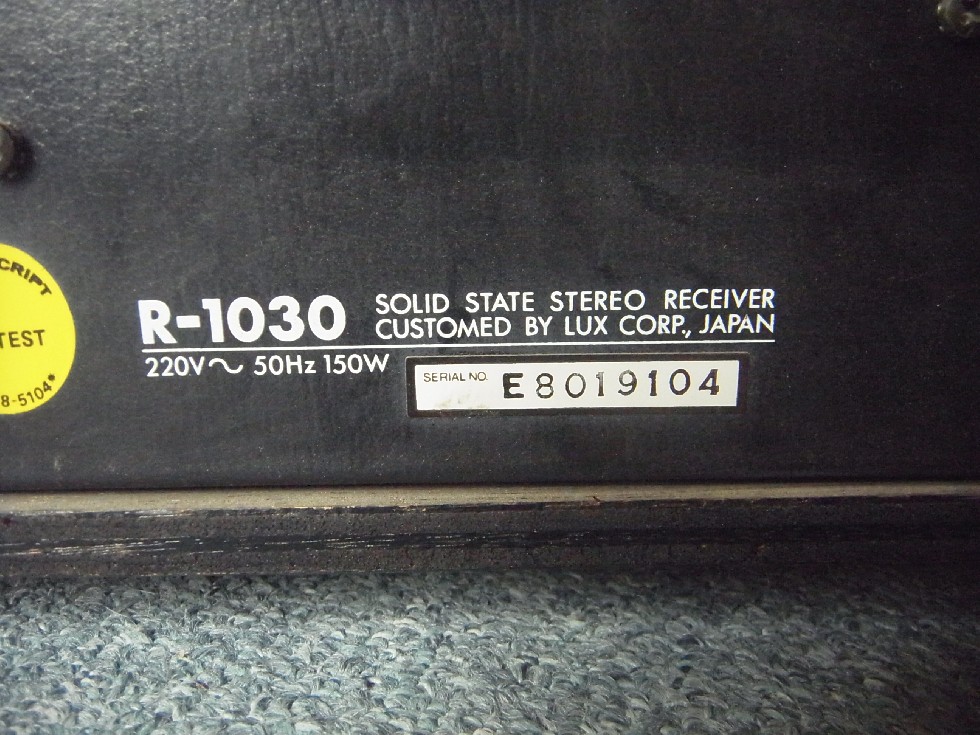 CRIPT
TEST
8-5104*
R-1030
SOLID STATE STEREO RECEIVER
CUSTOMED BY LUX CORP., JAPAN
220V～ 50Hz 150W
SERIAL NO. E8019104